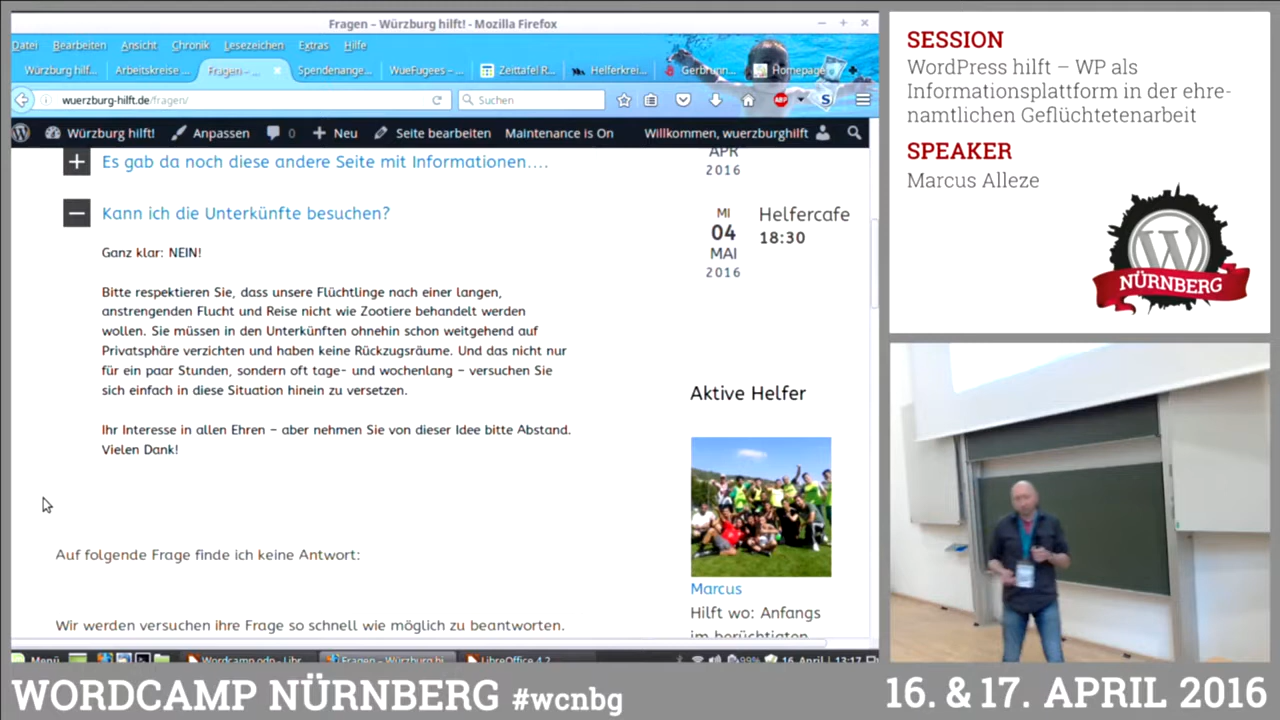 Fragen – Würzburg hilft! - Mozilla Firefox
Datei Bearbeiten Ansicht Chronik Lesezeichen Extras Hilfe
Würzburg hilf... Arbeitskreise ... Fragen – ... Spendenange... WueFugees – ... Zeittafel R... Helferkrei... Gerbrunn... Homepage
wuerzburg-hilft.de/fragen/
Suchen
ABP
S
Würzburg hilft! Anpassen 0 Neu Seite bearbeiten Maintenance is On Willkommen, wuerzburghilft
Es gab da noch diese andere Seite mit Informationen....
Kann ich die Unterkünfte besuchen?
Ganz klar: NEIN!
Bitte respektieren Sie, dass unsere Flüchtlinge nach einer langen,
anstrengenden Flucht und Reise nicht wie Zootiere behandelt werden
wollen. Sie müssen in den Unterkünften ohnehin schon weitgehend auf
Privatsphäre verzichten und haben keine Rückzugsräume. Und das nicht nur
für ein paar Stunden, sondern oft tage- und wochenlang – versuchen Sie
sich einfach in diese Situation hinein zu versetzen.
Ihr Interesse in allen Ehren – aber nehmen Sie von dieser Idee bitte Abstand.
Vielen Dank!
Auf folgende Frage finde ich keine Antwort:
Wir werden versuchen ihre Frage so schnell wie möglich zu beantworten.
APR
2016
MI
04
MAI
2016
Helfercafe
18:30
Aktive Helfer
Marcus
Hilft wo: Anfangs
im berüchtigten
Menü Wordcamp.odp - Libr... Fragen – Würzburg hi... LibreOffice 4.2 99% 16. April 13:17
SESSION
WordPress hilft – WP als
Informationsplattform in der ehre-
namtlichen Geflüchtetenarbeit
SPEAKER
Marcus Alleze
W
NÜRNBERG
WORDCAMP NÜRNBERG #wcnbg
16. & 17. APRIL 2016